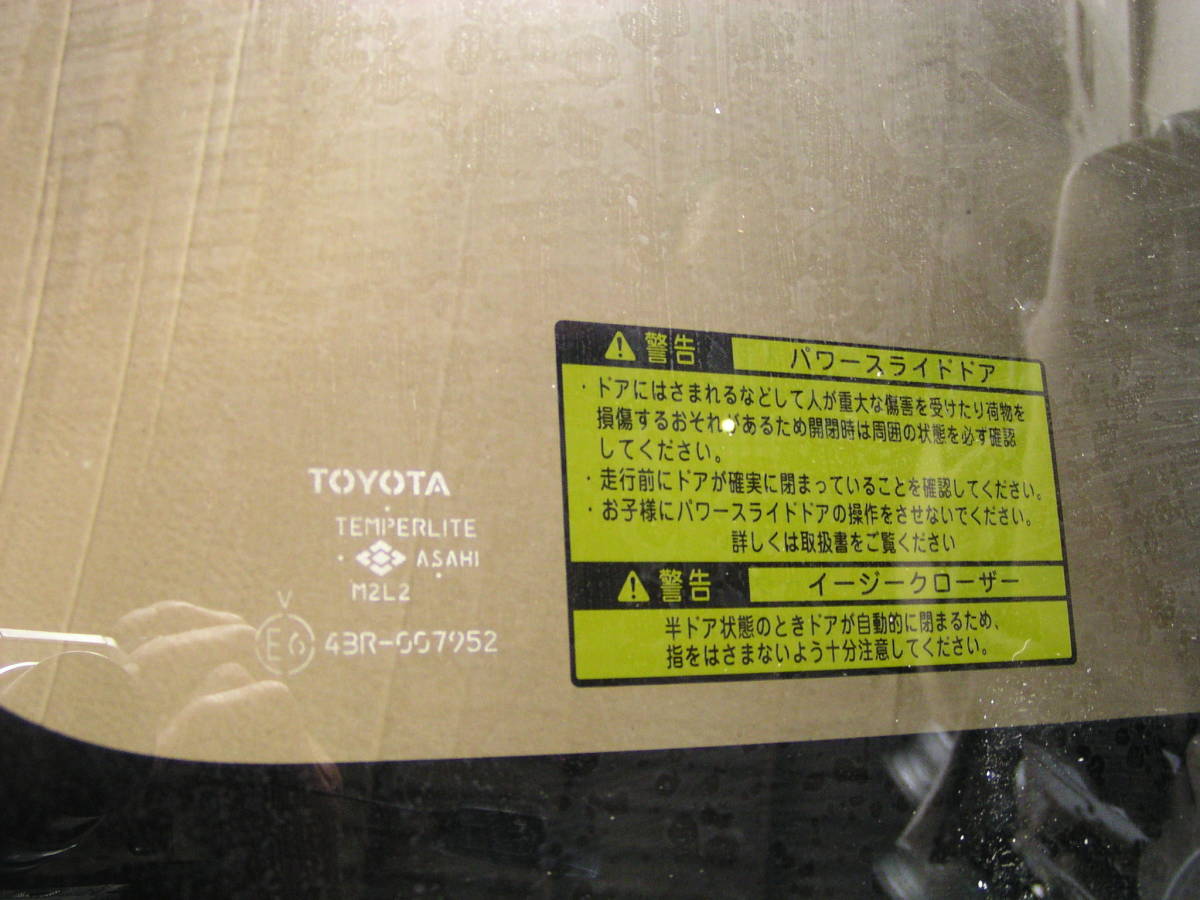 TOYOTA
TEMPERLITE
ASAHI
M2L2
V
E6 43R-007952
警告 パワースライドドア
・ドアにはさまれるなどして人が重大な傷害を受けたり荷物を
損傷するおそれがあるため開閉時は周囲の状態を必ず確認
してください。
・走行前にドアが確実に閉まっていることを確認してください。
・お子様にパワースライドドアの操作をさせないでください。
詳しくは取扱書をご覧ください
警告 イージークローザー
半ドア状態のときドアが自動的に閉まるため、
指をはさまないよう十分注意してください。